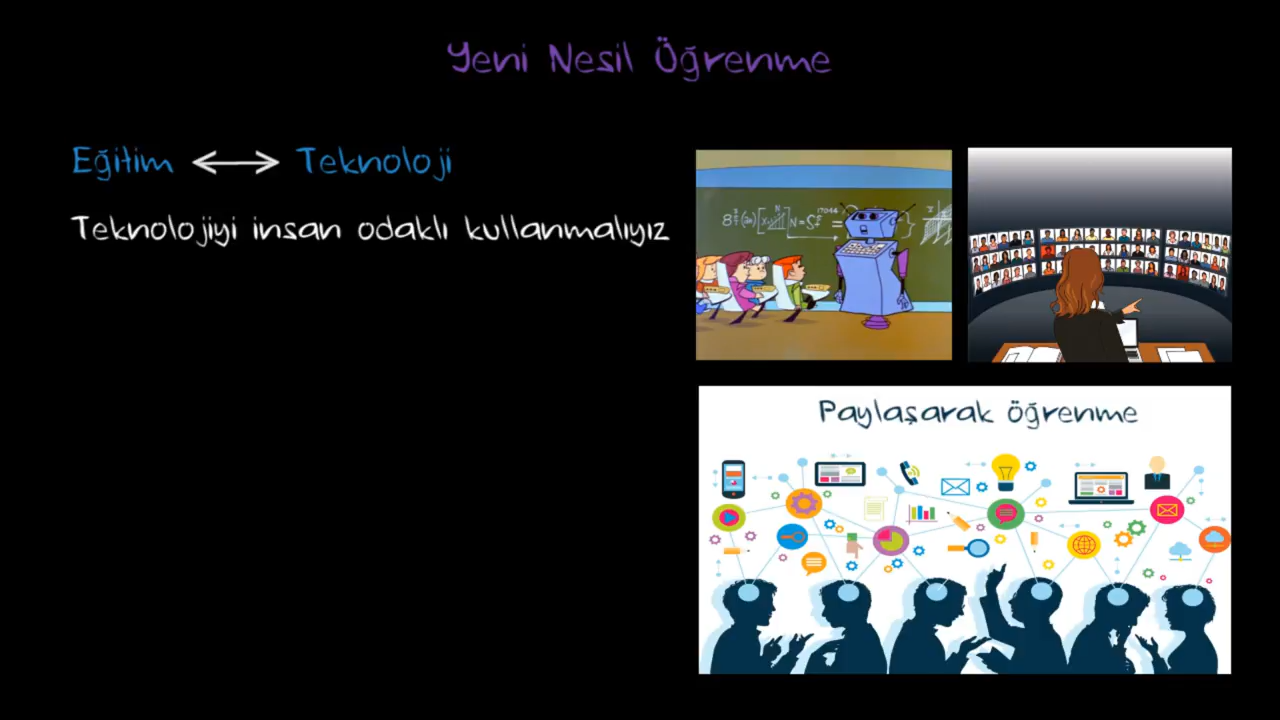 Yeni Nesil Öğrenme
Eğitim ↔ Teknoloji
Teknolojiyi insan odaklı kullanmalıyız
Paylaşarak öğrenme